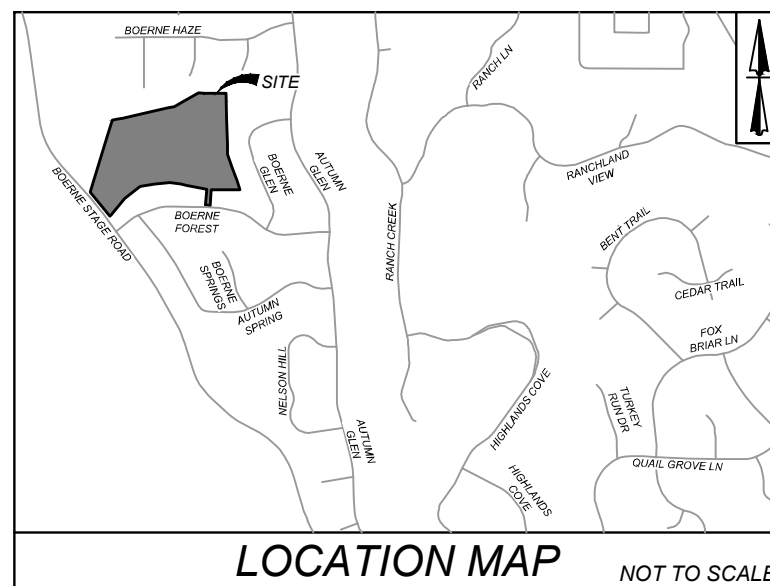 BOERNE HAZE
SITE
RANCH LN
BOERNE
GLEN
AUTUMN
GLEN
RANCHLAND
VIEW
BOERNE STAGE ROAD
BOERNE
FOREST
BENT TRAIL
RANCH CREEK
BOERNE
SPRINGS
CEDAR TRAIL
AUTUMN
SPRING
FOX
BRIAR LN
NELSON HILL
HIGHLANDS COVE
TURKEY
RUN DR
AUTUMN
GLEN
QUAIL GROVE LN
HIGHLANDS
COVE
LOCATION MAP
NOT TO SCALE